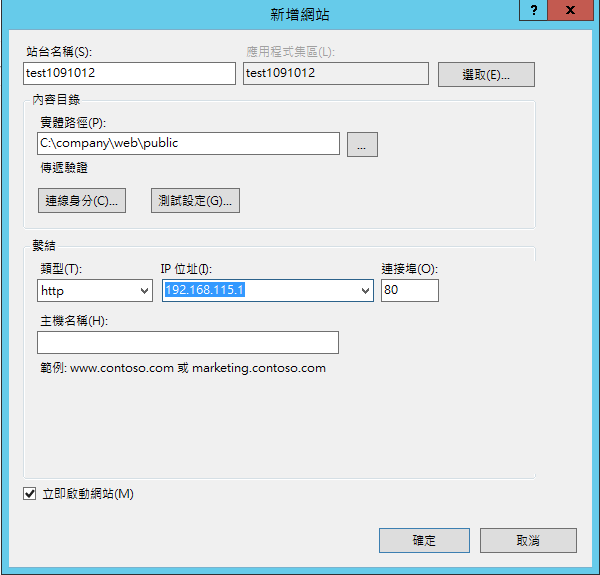 新增網站
?
x
站台名稱(S):
應用程式集區(L):
test1091012
test1091012
選取(E)...
內容目錄
實體路徑(P):
C:\company\web\public
...
傳遞驗證
連線身分(C)...
測試設定(G)...
繫結
類型(T):
IP 位址(I):
連接埠(O):
http
192.168.115.1
80
主機名稱(H):
範例: www.contoso.com 或 marketing.contoso.com
立即啟動網站(M)
確定
取消